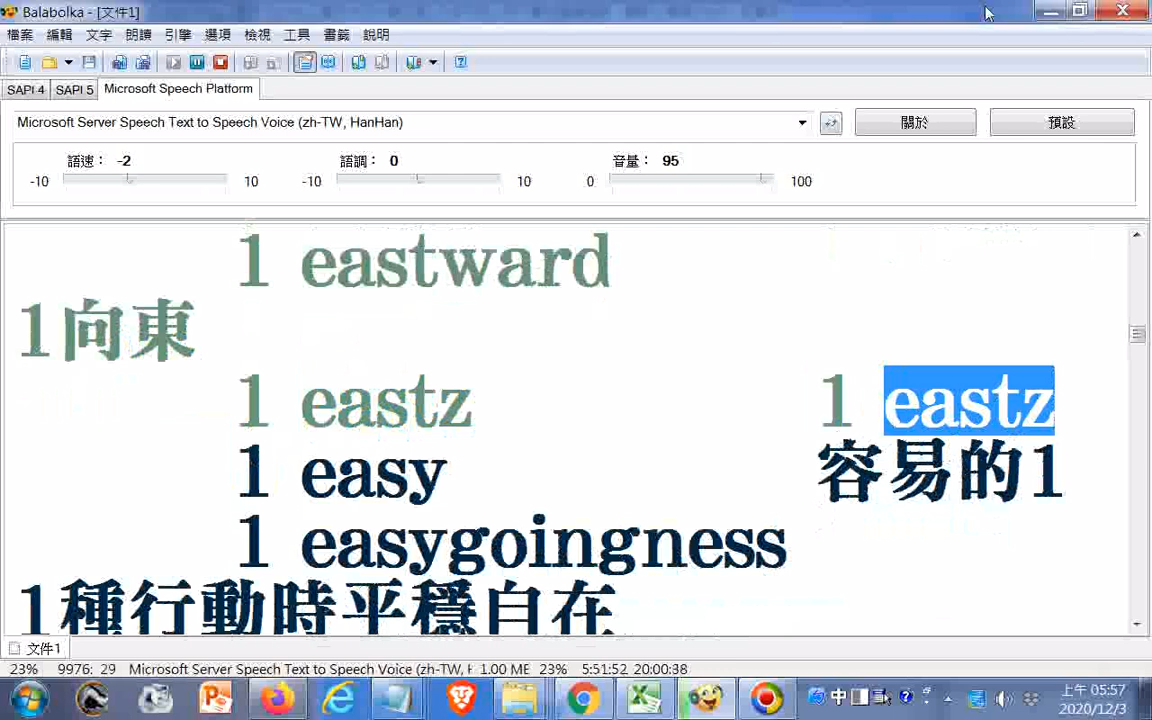 Balabolka - [文件1]
檔案 編輯 文字 朗讀 引擎 選項 檢視 工具 書籤 說明
SAPI 4 SAPI 5 Microsoft Speech Platform
Microsoft Server Speech Text to Speech Voice (zh-TW, HanHan) 關於 預設
語速： -2 語調： 0 音量： 95
-10 10 -10 10 0 100
1 eastward
1向東
1 eastz 1 eastz
1 easy 容易的1
1 easygoingness
1種行動時平穩自在
文件1
23% 9976: 29 Microsoft Server Speech Text to Speech Voice (zh-TW, H 1.00 ME 23% 5:51:52 20:00:38
中 上午 05:57
2020/12/3